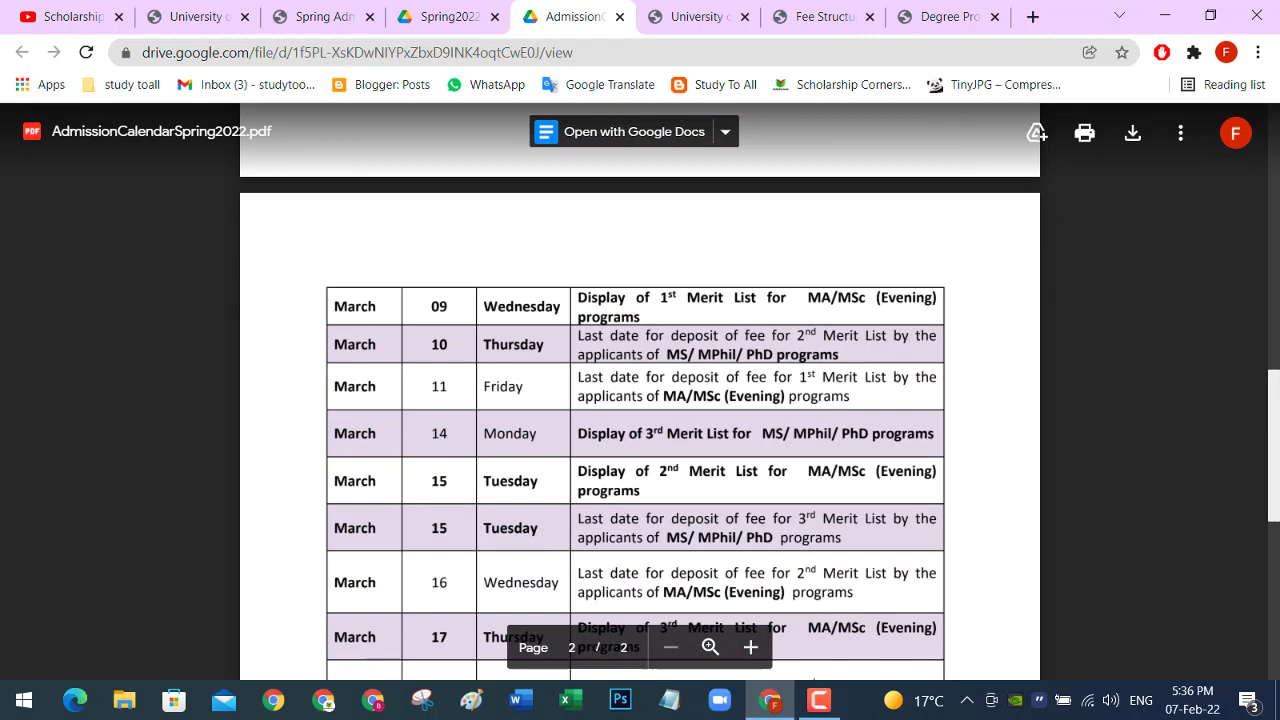 Scholarship
University o
Spring Adm
Spring2022
AdmissionC
University
Fee Structu
Degree Pro
drive.google.com/file/d/1f5PL-XsKDwNIYPxZbxD9INK4ogtCwE0J/view
F
Apps
study toall
Inbox (3) - studytoo...
Blogger: Posts
WhatsApp
Google Translate
Study To All
Scholarship Corners...
TinyJPG – Compres...
Reading list
PDF
AdmissionCalendarSpring2022.pdf
Open with Google Docs
F
March 09 Wednesday Display of 1st Merit List for MA/MSc (Evening)
programs
March 10 Thursday Last date for deposit of fee for 2nd Merit List by the
applicants of MS/ MPhil/ PhD programs
March 11 Friday Last date for deposit of fee for 1st Merit List by the
applicants of MA/MSc (Evening) programs
March 14 Monday Display of 3rd Merit List for MS/ MPhil/ PhD programs
March 15 Tuesday Display of 2nd Merit List for MA/MSc (Evening)
programs
March 15 Tuesday Last date for deposit of fee for 3rd Merit List by the
applicants of MS/ MPhil/ PhD programs
March 16 Wednesday Last date for deposit of fee for 2nd Merit List by the
applicants of MA/MSc (Evening) programs
March 17 Thursday Display of 3rd Merit List for MA/MSc (Evening)
programs
Page 2 / 2
17°C
ENG
5:36 PM
07-Feb-22
3